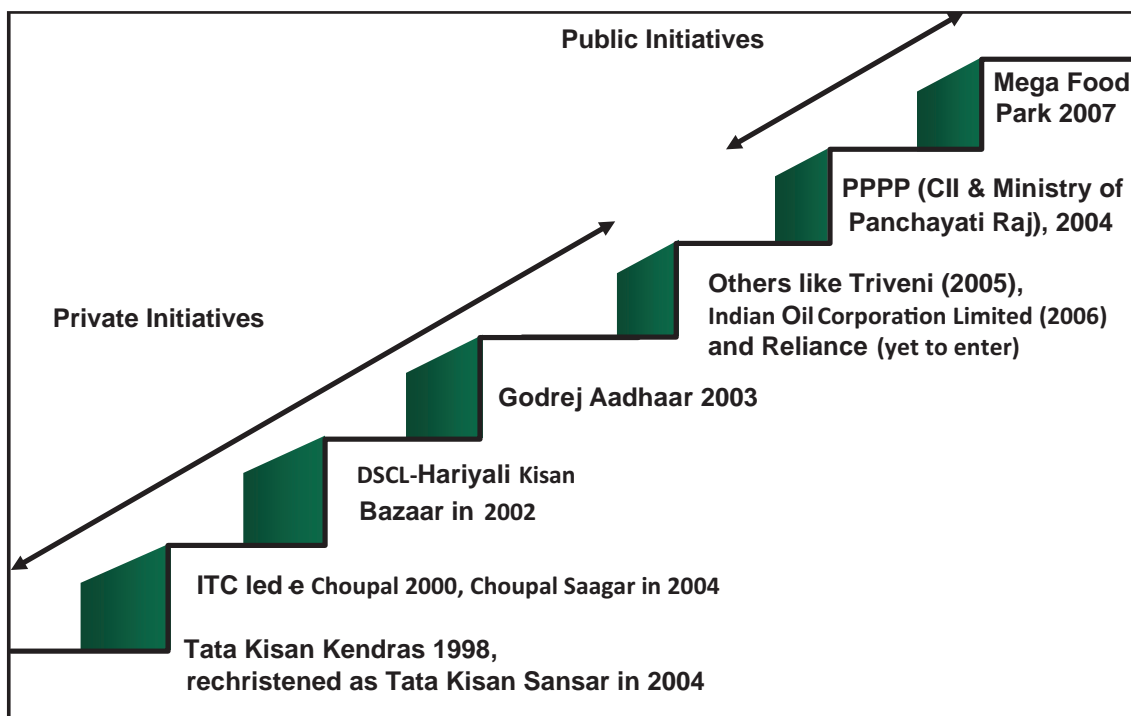 Public Initiatives
Mega Food
Park 2007
PPPP (CII & Ministry of
Panchayati Raj), 2004
Others like Triveni (2005),
Indian Oil Corporation Limited (2006)
and Reliance (yet to enter)
Private Initiatives
Godrej Aadhaar 2003
DSCL-Hariyali Kisan
Bazaar in 2002
ITC led e Choupal 2000, Choupal Saagar in 2004
Tata Kisan Kendras 1998,
rechristened as Tata Kisan Sansar in 2004